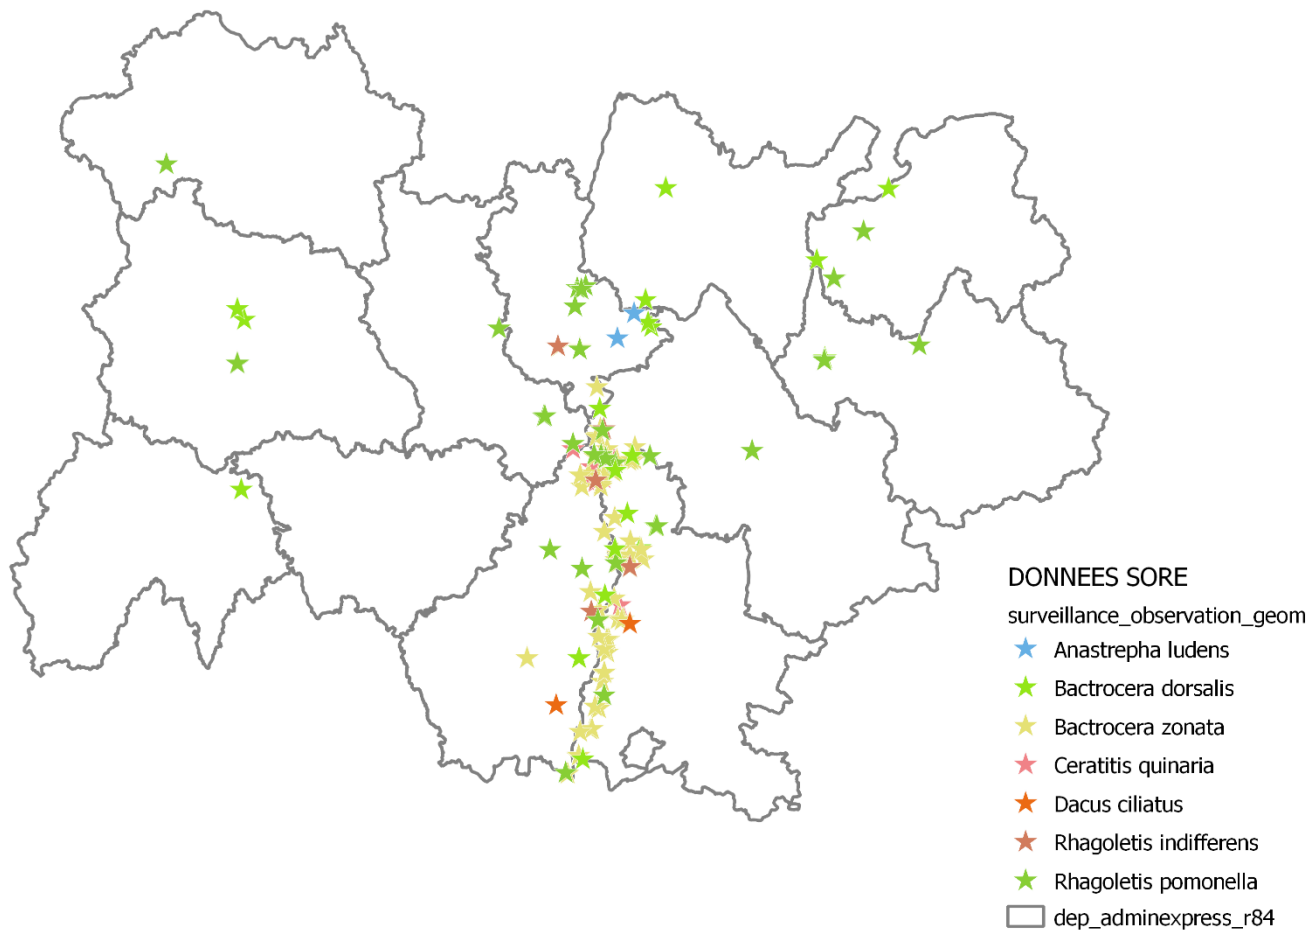 DONNEES SORE
surveillance_observation_geom
Anastrepha ludens
Bactrocera dorsalis
Bactrocera zonata
Ceratitis quinaria
Dacus ciliatus
Rhagoletis indifferens
Rhagoletis pomonella
dep_adminexpress_r84